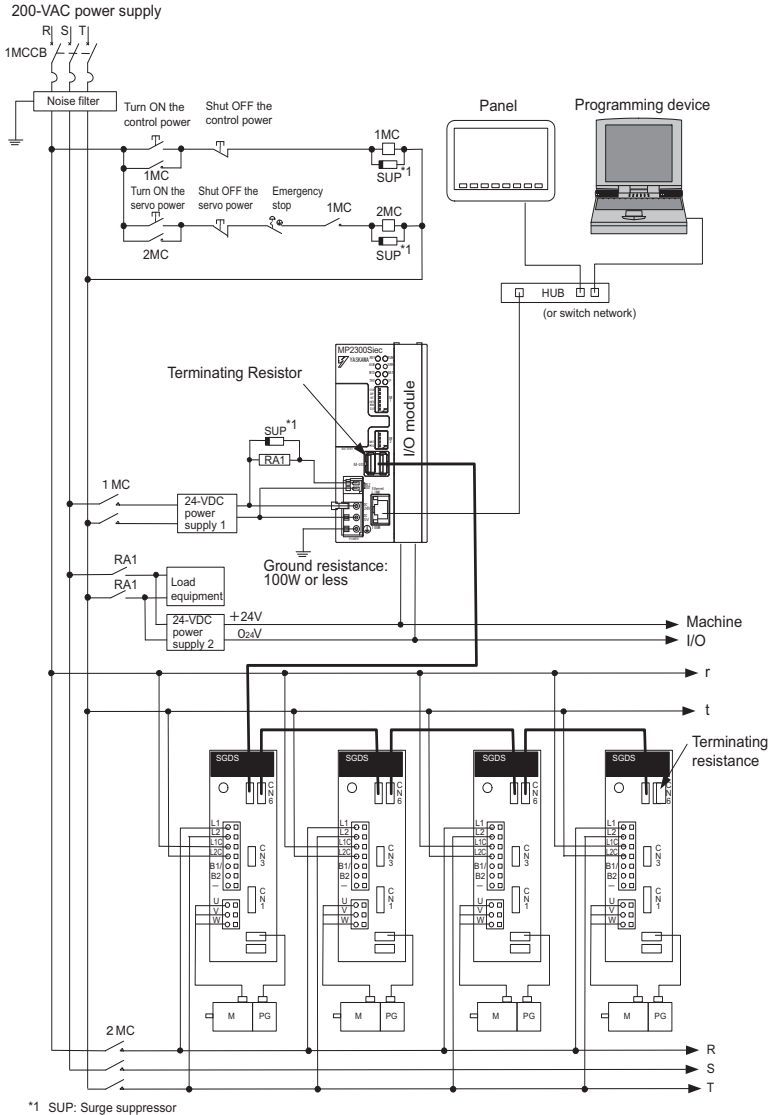 200-VAC power supply
R S T
1MCCB
Noise filter
Turn ON the
control power
Shut OFF the
control power
1MC
1MC
SUP*1
Turn ON the
servo power
Shut OFF the
servo power
Emergency
stop
1MC
2MC
2MC
SUP*1
Panel
Programming device
HUB
(or switch network)
MP2300Siec
YASKAWA
I/O module
Terminating Resistor
SUP*1
RA1
1 MC
24-VDC
power
supply 1
Ground resistance:
100W or less
RA1
RA1
Load
equipment
24-VDC
power
supply 2
+24V
024V
Machine
I/O
r
t
Terminating
resistance
SGDS
CN6
L1
L2
L1C
L2C
B1/
B2
–
CN3
CN1
U
V
W
M
PG
SGDS
CN6
L1
L2
L1C
L2C
B1/
B2
–
CN3
CN1
U
V
W
M
PG
SGDS
CN6
L1
L2
L1C
L2C
B1/
B2
–
CN3
CN1
U
V
W
M
PG
SGDS
CN6
L1
L2
L1C
L2C
B1/
B2
–
CN3
CN1
U
V
W
M
PG
2 MC
R
S
T
*1 SUP: Surge suppressor